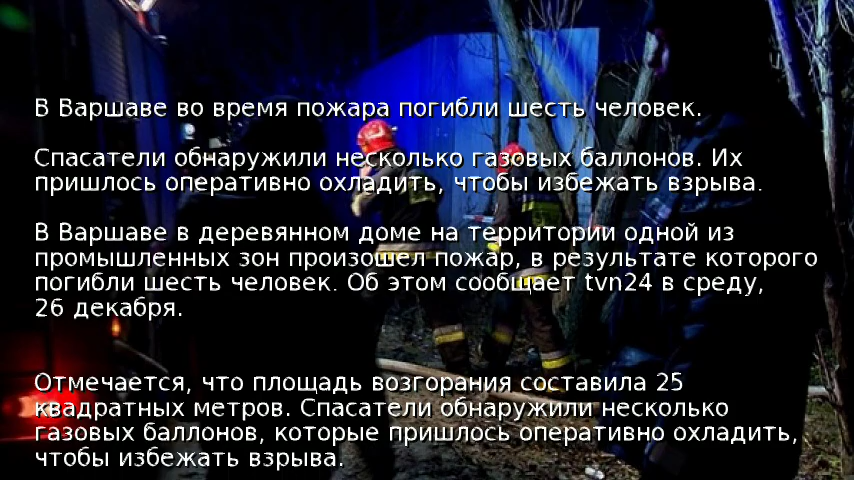 В Варшаве во время пожара погибли шесть человек.
Спасатели обнаружили несколько газовых баллонов. Их
пришлось оперативно охладить, чтобы избежать взрыва.
В Варшаве в деревянном доме на территории одной из
промышленных зон произошел пожар, в результате которого
погибли шесть человек. Об этом сообщает tvn24 в среду,
26 декабря.
Отмечается, что площадь возгорания составила 25
квадратных метров. Спасатели обнаружили несколько
газовых баллонов, которые пришлось оперативно охладить,
чтобы избежать взрыва.